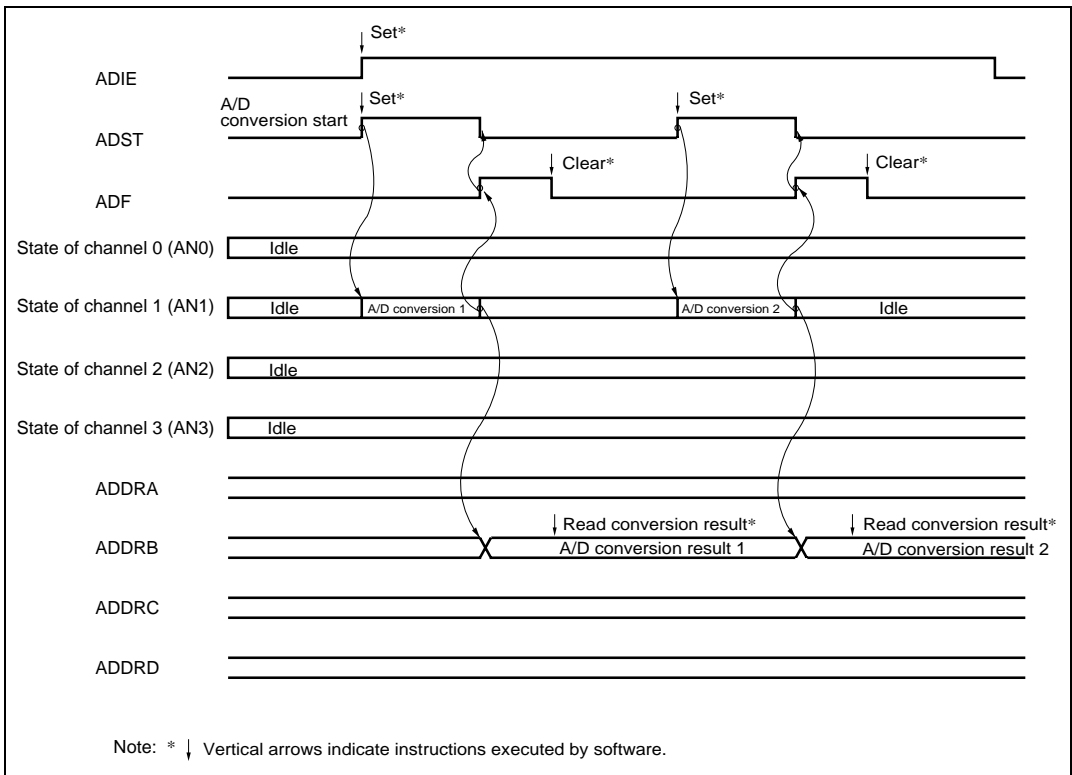 Set*
ADIE
A/D
conversion start
Set*
Set*
ADST
Clear*
Clear*
ADF
State of channel 0 (AN0)
Idle
State of channel 1 (AN1)
Idle
A/D conversion 1
A/D conversion 2
Idle
State of channel 2 (AN2)
Idle
State of channel 3 (AN3)
Idle
ADDRA
Read conversion result*
Read conversion result*
ADDRB
A/D conversion result 1
A/D conversion result 2
ADDRC
ADDRD
Note: * ↓ Vertical arrows indicate instructions executed by software.